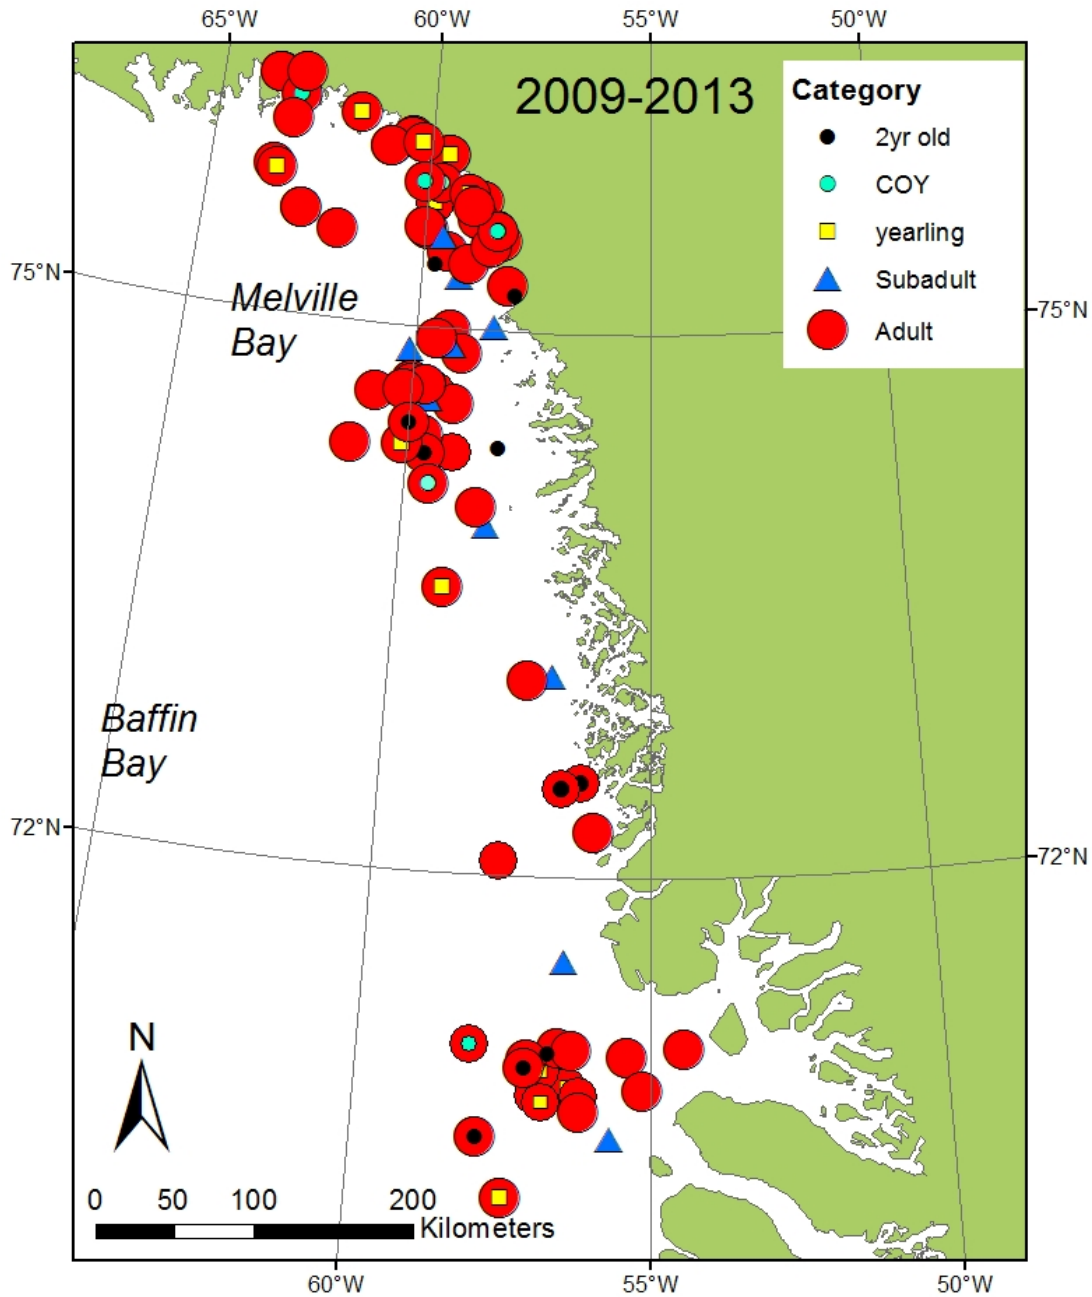 65°W 60°W 55°W 50°W
2009-2013
Category
2yr old
COY
yearling
Subadult
Adult
75°N
75°N
Melville
Bay
Baffin
Bay
72°N
72°N
N
0 50 100 200
Kilometers
60°W 55°W 50°W